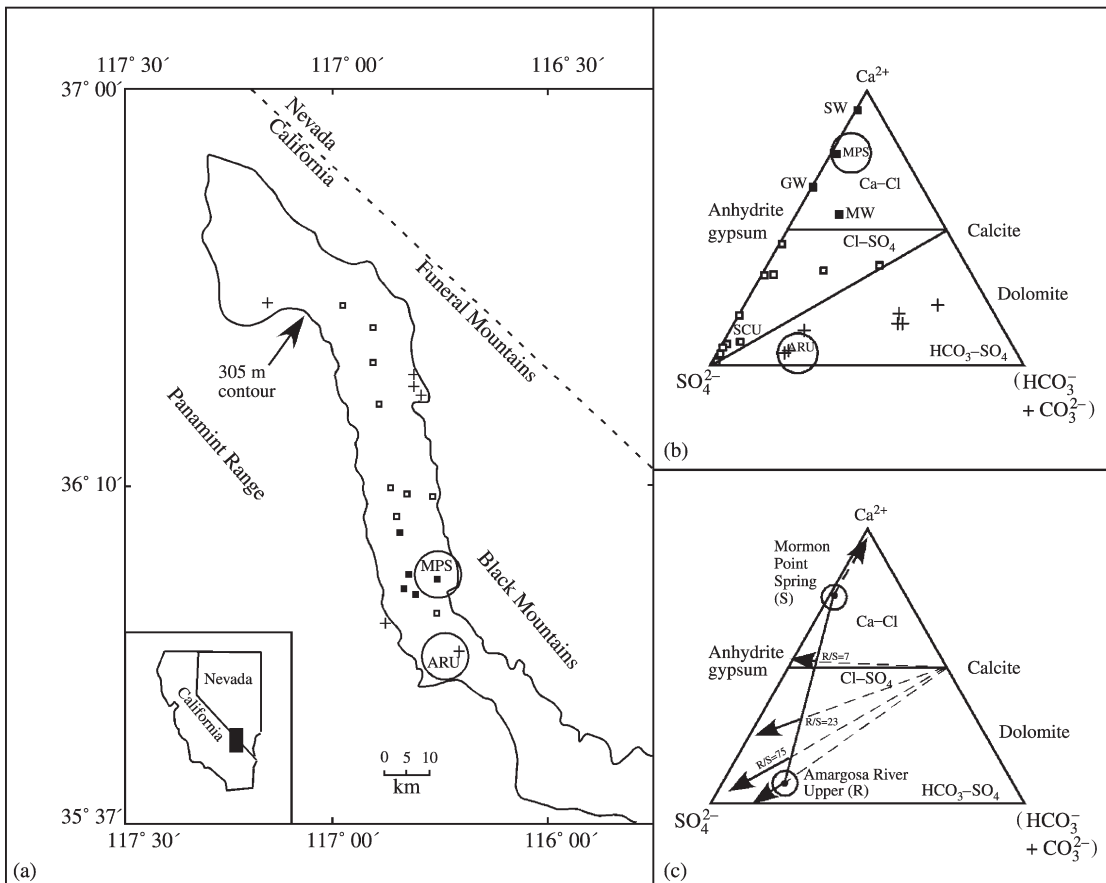 117° 30′
117° 00′
116° 30′
37° 00′
Nevada
California
Funeral Mountains
305 m
contour
Panamint Range
36° 10′
MPS
Black Mountains
ARU
Nevada
California
0 5 10
km
35° 37′
117° 30′
117° 00′
116° 00′
(a)
Ca²⁺
SW
MPS
Ca–Cl
GW
MW
Anhydrite
gypsum
Calcite
Cl–SO₄
Dolomite
SCU
ARU
HCO₃–SO₄
SO₄²⁻
(HCO₃⁻
+ CO₃²⁻)
(b)
Ca²⁺
Mormon
Point
Spring
(S)
Ca–Cl
R/S=7
Anhydrite
gypsum
Calcite
Cl–SO₄
R/S=23
Dolomite
R/S=75
Amargosa River
Upper (R)
HCO₃–SO₄
SO₄²⁻
(HCO₃⁻
+ CO₃²⁻)
(c)